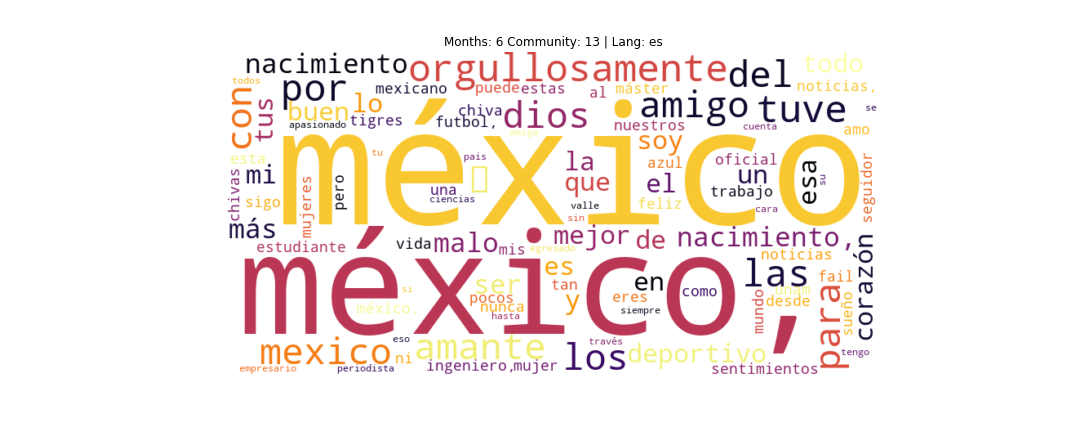 Months: 6 Community: 13 | Lang: es
nacimiento orgullosamente del todo
todos por mexicano puede estas al máster noticias,
con tus buen lo chiva dios amigo tuve
apasionado tigres futbol, nuestros cuenta se
amiga soy amo
méxico
tu pais la azul oficial un esa
esta mi mujeres pero una que el trabajo su seguidor
chivas sigo ciencias valle feliz sin cara
más malo mis mejor de nacimiento,
estudiante vida egresado noticias corazón
méxico,
ser es en las fail
si pocos tan y eres como unam
méxico. nunca siempre mundo desde sueño para
hasta
eso través tengo
mexico ni amante los deportivo
empresario periodista ingeniero, mujer sentimientos